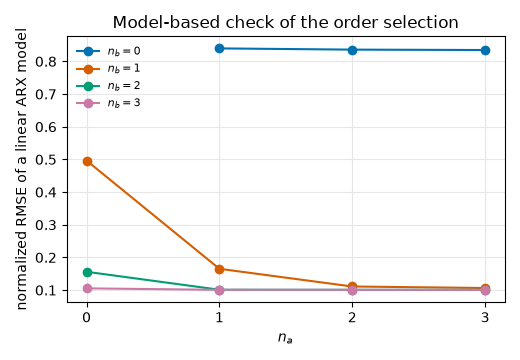 Model-based check of the order selection
normalized RMSE of a linear ARX model
n_b = 0
n_b = 1
n_b = 2
n_b = 3
0.8
0.7
0.6
0.5
0.4
0.3
0.2
0.1
0 1 2 3
n_a